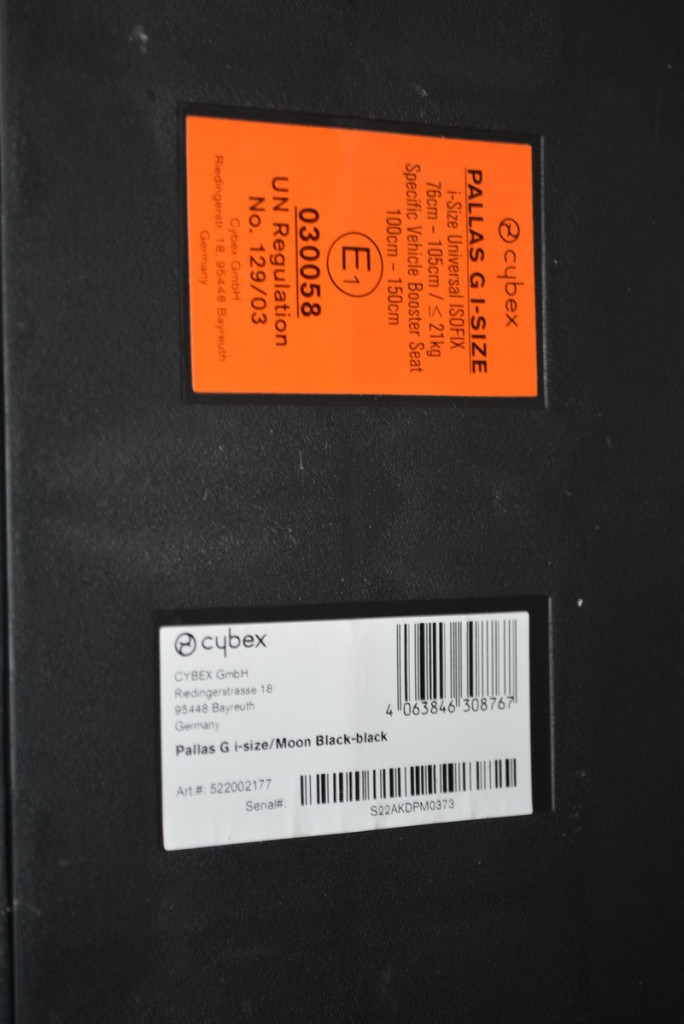 cybex
PALLAS G I-SIZE
i-Size Universal ISOFIX
76cm – 105cm / ≤ 21kg
Specific Vehicle Booster Seat
100cm – 150cm
E1
030058
UN Regulation
No. 129/03
Cybex GmbH
Riedingerstr. 18, 95448 Bayreuth
Germany
cybex
CYBEX GmbH
Riedingerstrasse 18
95448 Bayreuth
Germany
4 063846 308767
Pallas G i-size/Moon Black-black
Art.#: 522002177
Serial#:
S22AKDPM0373